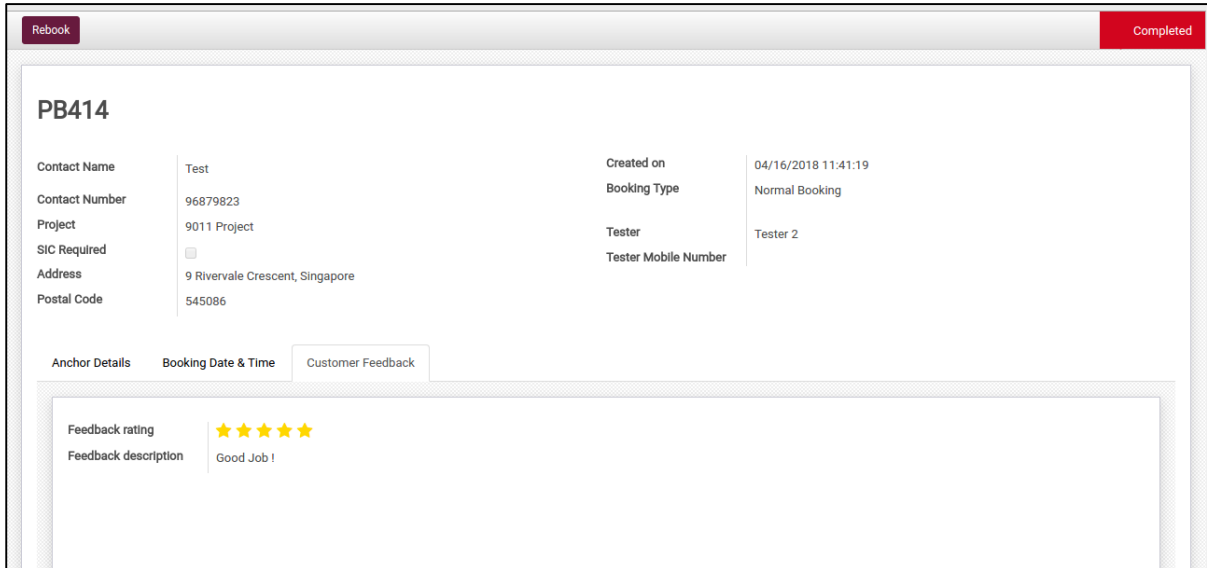 Rebook
Completed
PB414
Contact Name Test
Contact Number 96879823
Project 9011 Project
SIC Required
Address 9 Rivervale Crescent, Singapore
Postal Code 545086
Created on 04/16/2018 11:41:19
Booking Type Normal Booking
Tester Tester 2
Tester Mobile Number
Anchor Details Booking Date & Time Customer Feedback
Feedback rating
Feedback description Good Job !